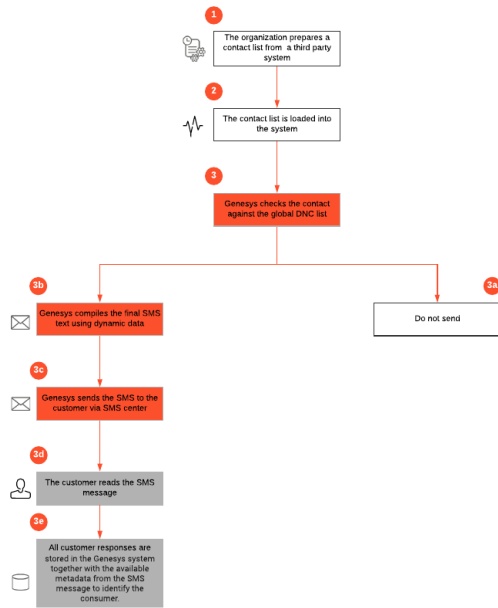 1
The organization prepares a
contact list from a third party
system
2
The contact list is loaded into
the system
3
Genesys checks the contact
against the global DNC list
3b
3a
Genesys compiles the final SMS
text using dynamic data
Do not send
3c
Genesys sends the SMS to the
customer via SMS center
3d
The customer reads the SMS
message
3e
All customer responses are
stored in the Genesys system
together with the available
metadata from the SMS
message to identify the
consumer.